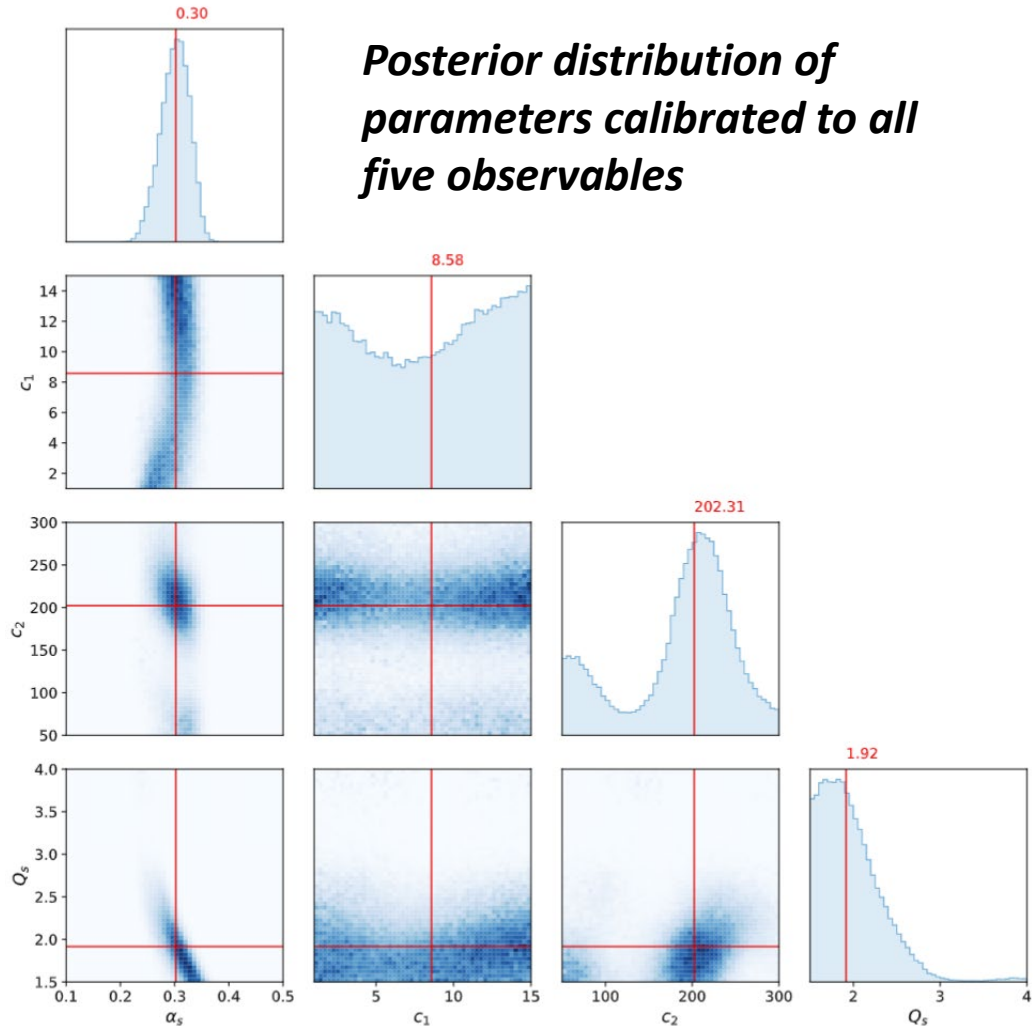 0.30
Posterior distribution of
parameters calibrated to all
five observables
8.58
14
12
10
8
6
4
2
c₁
202.31
300
250
200
150
100
50
c₂
1.92
4.0
3.5
3.0
2.5
2.0
1.5
Qₛ
0.1 0.2 0.3 0.4 0.5
5 10 15
100 200 300
2 3 4
αₛ c₁ c₂ Qₛ